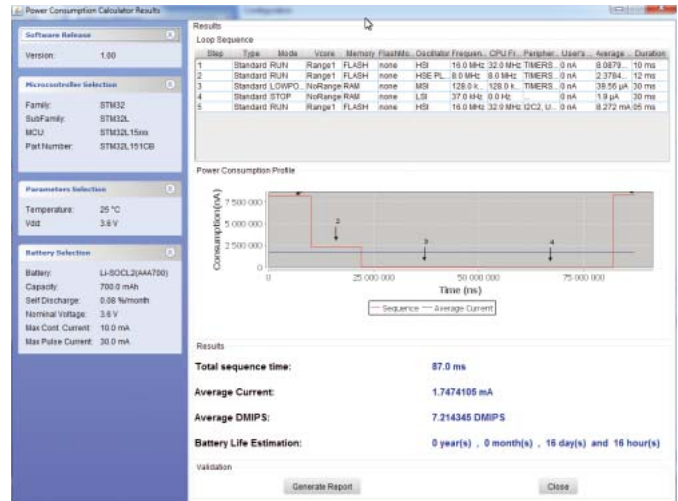 Power Consumption Calculator Results
Software Release
Version: 1.00
Microcontroller Selection
Family: STM32
SubFamily: STM32L
MCU: STM32L15xxx
Part Number: STM32L151CB
Parameters Selection
Temperature: 25 °C
Vdd: 3.6 V
Battery Selection
Battery: Li-SOCL2(AAA700)
Capacity: 700.0 mAh
Self Discharge: 0.08 %/month
Nominal Voltage: 3.6 V
Max Cont. Current: 10.0 mA
Max Pulse Current: 30.0 mA
Results
Loop Sequence
Step Type Mode Vcore Memory FlashMo... Oscillator Frequen... CPU Fr... Peripher... User's... Average... Duration
1 Standard RUN Range1 FLASH none HSI 16.0 MHz 32.0 MHz TIMERS... 0 nA 8.0879... 10 ms
2 Standard RUN Range1 FLASH none HSE PL... 8.0 MHz 8.0 MHz TIMERS... 0 nA 2.3784... 12 ms
3 Standard LOWPO... NoRange RAM none MSI 128.0 k... 128.0 k... TIMERS... 0 nA 39.56 µA 30 ms
4 Standard STOP NoRange RAM none LSI 37.0 kHz 0.0 Hz 0 nA 1.9 µA 30 ms
5 Standard RUN Range1 FLASH none HSI 16.0 MHz 32.0 MHz I2C2, U... 0 nA 8.272 mA 05 ms
Power Consumption Profile
Consumption(nA)
7 500 000
5 000 000
2 500 000
0
2
3
4
0 25 000 000 50 000 000 75 000 000
Time (ns)
Sequence Average Current
Results
Total sequence time: 87.0 ms
Average Current: 1.7474105 mA
Average DMIPS: 7.214345 DMIPS
Battery Life Estimation: 0 year(s) , 0 month(s) , 16 day(s) and 16 hour(s)
Validation
Generate Report Close